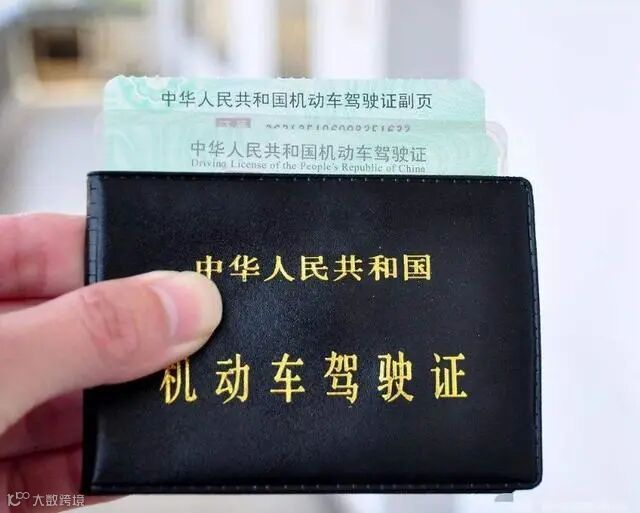 中华人民共和国机动车驾驶证副页
中华人民共和国机动车驾驶证
Driving License of the People's Republic of China
中华人民共和国
机动车驾驶证
大数跨境